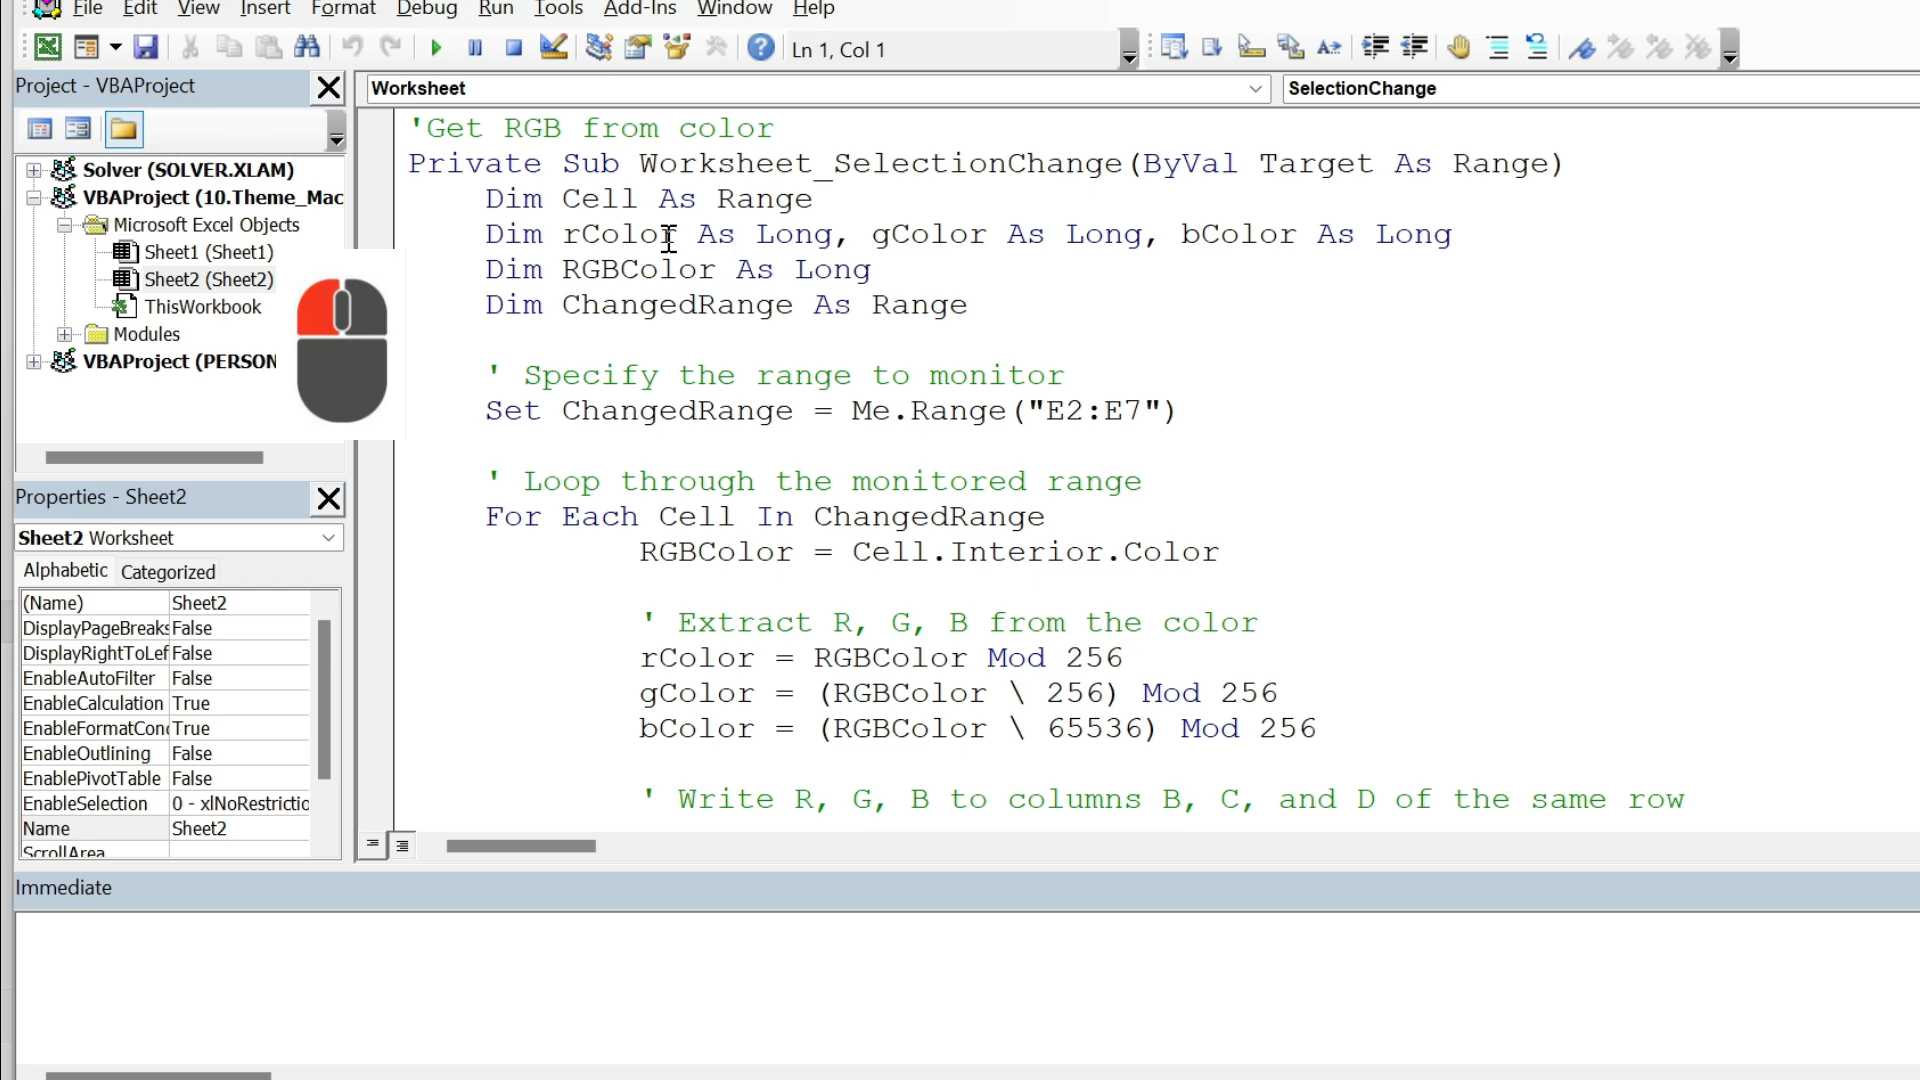 File Edit View Insert Format Debug Run Tools Add-Ins Window Help
Ln 1, Col 1
Project - VBAProject
Worksheet
SelectionChange
Solver (SOLVER.XLAM)
VBAProject (10.Theme_Mac
Microsoft Excel Objects
Sheet1 (Sheet1)
Sheet2 (Sheet2)
ThisWorkbook
Modules
VBAProject (PERSON
'Get RGB from color
Private Sub Worksheet_SelectionChange(ByVal Target As Range)
Dim Cell As Range
Dim rColor As Long, gColor As Long, bColor As Long
Dim RGBColor As Long
Dim ChangedRange As Range
' Specify the range to monitor
Set ChangedRange = Me.Range("E2:E7")
' Loop through the monitored range
For Each Cell In ChangedRange
RGBColor = Cell.Interior.Color
' Extract R, G, B from the color
rColor = RGBColor Mod 256
gColor = (RGBColor \ 256) Mod 256
bColor = (RGBColor \ 65536) Mod 256
' Write R, G, B to columns B, C, and D of the same row
Properties - Sheet2
Sheet2 Worksheet
Alphabetic Categorized
(Name) Sheet2
DisplayPageBreaks False
DisplayRightToLef False
EnableAutoFilter False
EnableCalculation True
EnableFormatCon True
EnableOutlining False
EnablePivotTable False
EnableSelection 0 - xlNoRestrictio
Name Sheet2
ScrollArea
Immediate